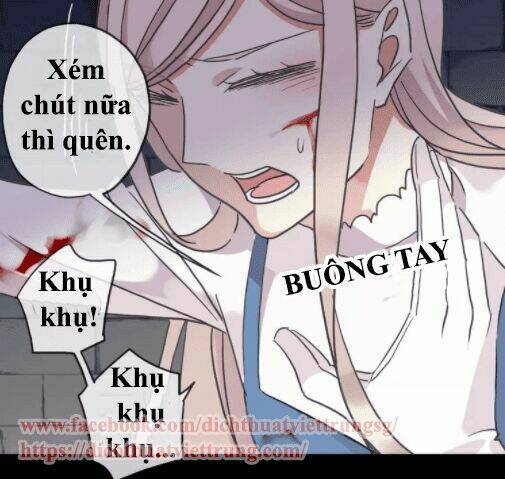 Xém
chút nữa
thì quên.
BUÔNG TAY
Khụ
khụ!
Khụ
khụ
khụ...
www.facebook.com/dichthuatviettrungsg/
https://dichthuatviettrung.com/